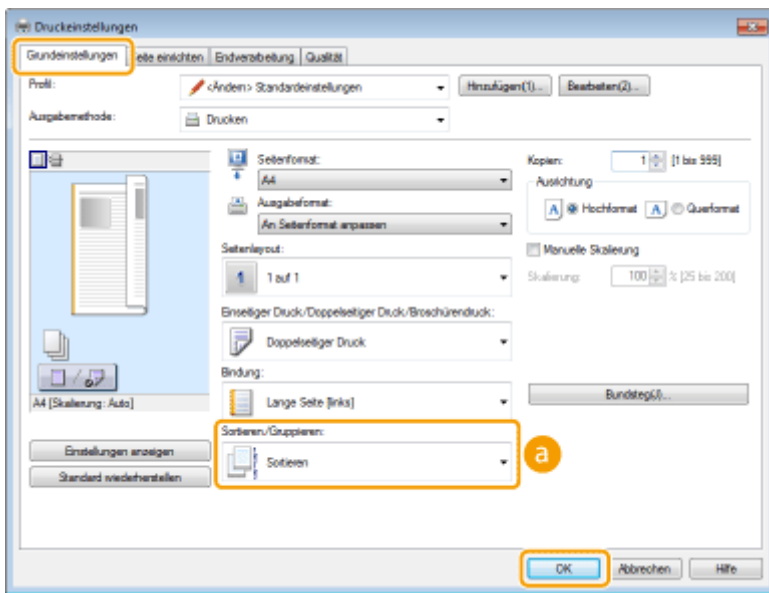 Druckeinstellungen
Grundeinstellungen Seite einrichten Endverarbeitung Qualität
Profil: <Ändern> Standardeinstellungen Hinzufügen(1)... Bearbeiten(2)...
Ausgabemethode: Drucken
Seitenformat:
A4
Ausgabeformat:
An Seitenformat anpassen
Kopien: 1 [1 bis 999]
Ausrichtung
A Hochformat A Querformat
Seitenlayout:
1 1 auf 1
Manuelle Skalierung
Skalierung: 100 % [25 bis 200]
Einseitiger Druck/Doppelseitiger Druck/Broschürendruck:
Doppelseitiger Druck
Bindung:
Lange Seite [links]
Bundsteg(J)...
A4 [Skalierung: Auto]
Sortieren/Gruppieren:
Sortieren
a
Einstellungen anzeigen
Standard wiederherstellen
OK Abbrechen Hilfe